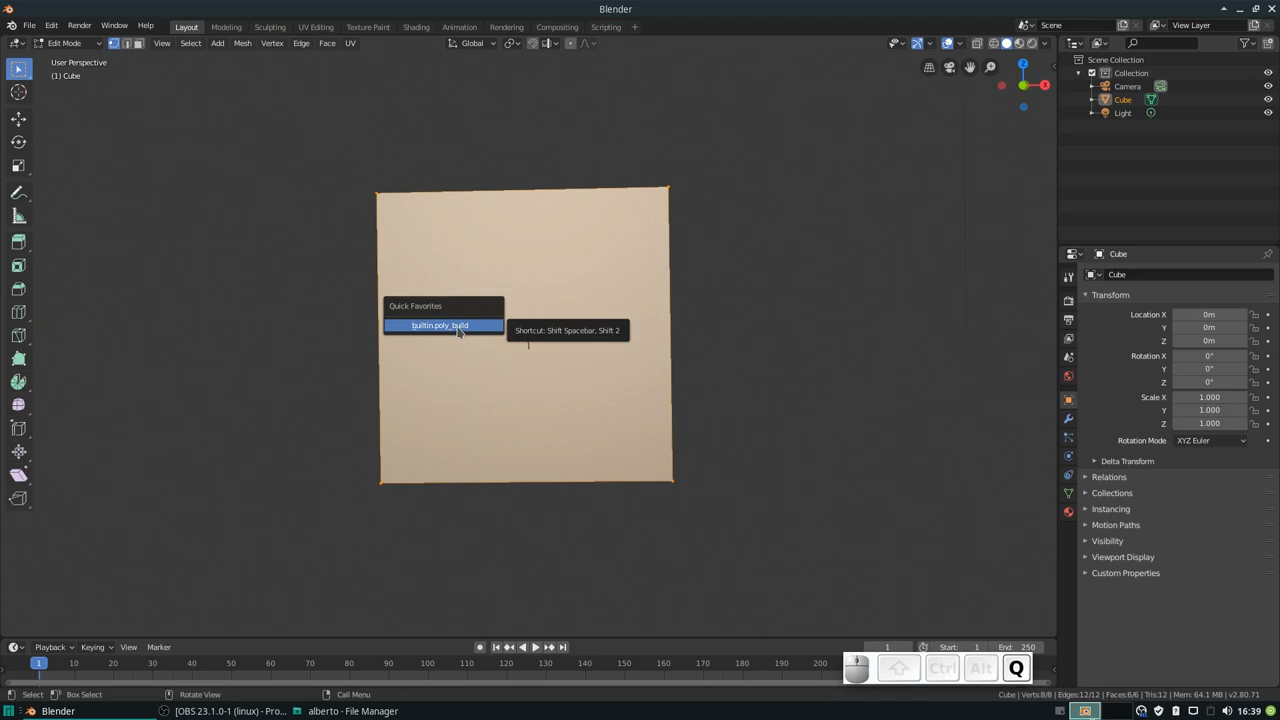 Blender
File Edit Render Window Help
Layout Modeling Sculpting UV Editing Texture Paint Shading Animation Rendering Compositing Scripting +
Scene
View Layer
Edit Mode
View Select Add Mesh Vertex Edge Face UV
Global
User Perspective
(1) Cube
Z
X
Scene Collection
Collection
Camera
Cube
Light
Quick Favorites
builtin.poly_build
Shortcut: Shift Spacebar, Shift 2
Cube
Cube
Transform
Location X 0m
Y 0m
Z 0m
Rotation X 0°
Y 0°
Z 0°
Scale X 1.000
Y 1.000
Z 1.000
Rotation Mode XYZ Euler
Delta Transform
Relations
Collections
Instancing
Motion Paths
Visibility
Viewport Display
Custom Properties
Playback Keying View Marker
1 Start: 1 End: 250
1 10 20 30 40 50 60 70 80 90 100 110 120 130 140 150 160 170 180 190 200
Ctrl Alt Q
Select Box Select Rotate View Call Menu
Cube | Verts:8/8 | Edges:12/12 | Faces:6/6 | Tris:12 | Mem: 64.1 MB | v2.80.71
Blender [OBS 23.1.0-1 (linux) - Pro... alberto - File Manager 16:39